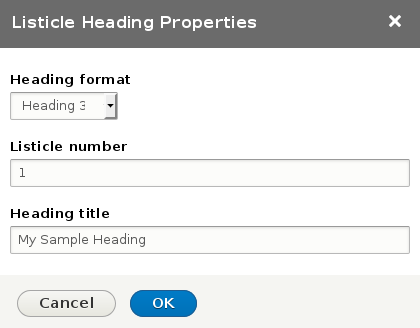 Listicle Heading Properties
Heading format
Heading 3
Listicle number
1
Heading title
My Sample Heading
Cancel OK